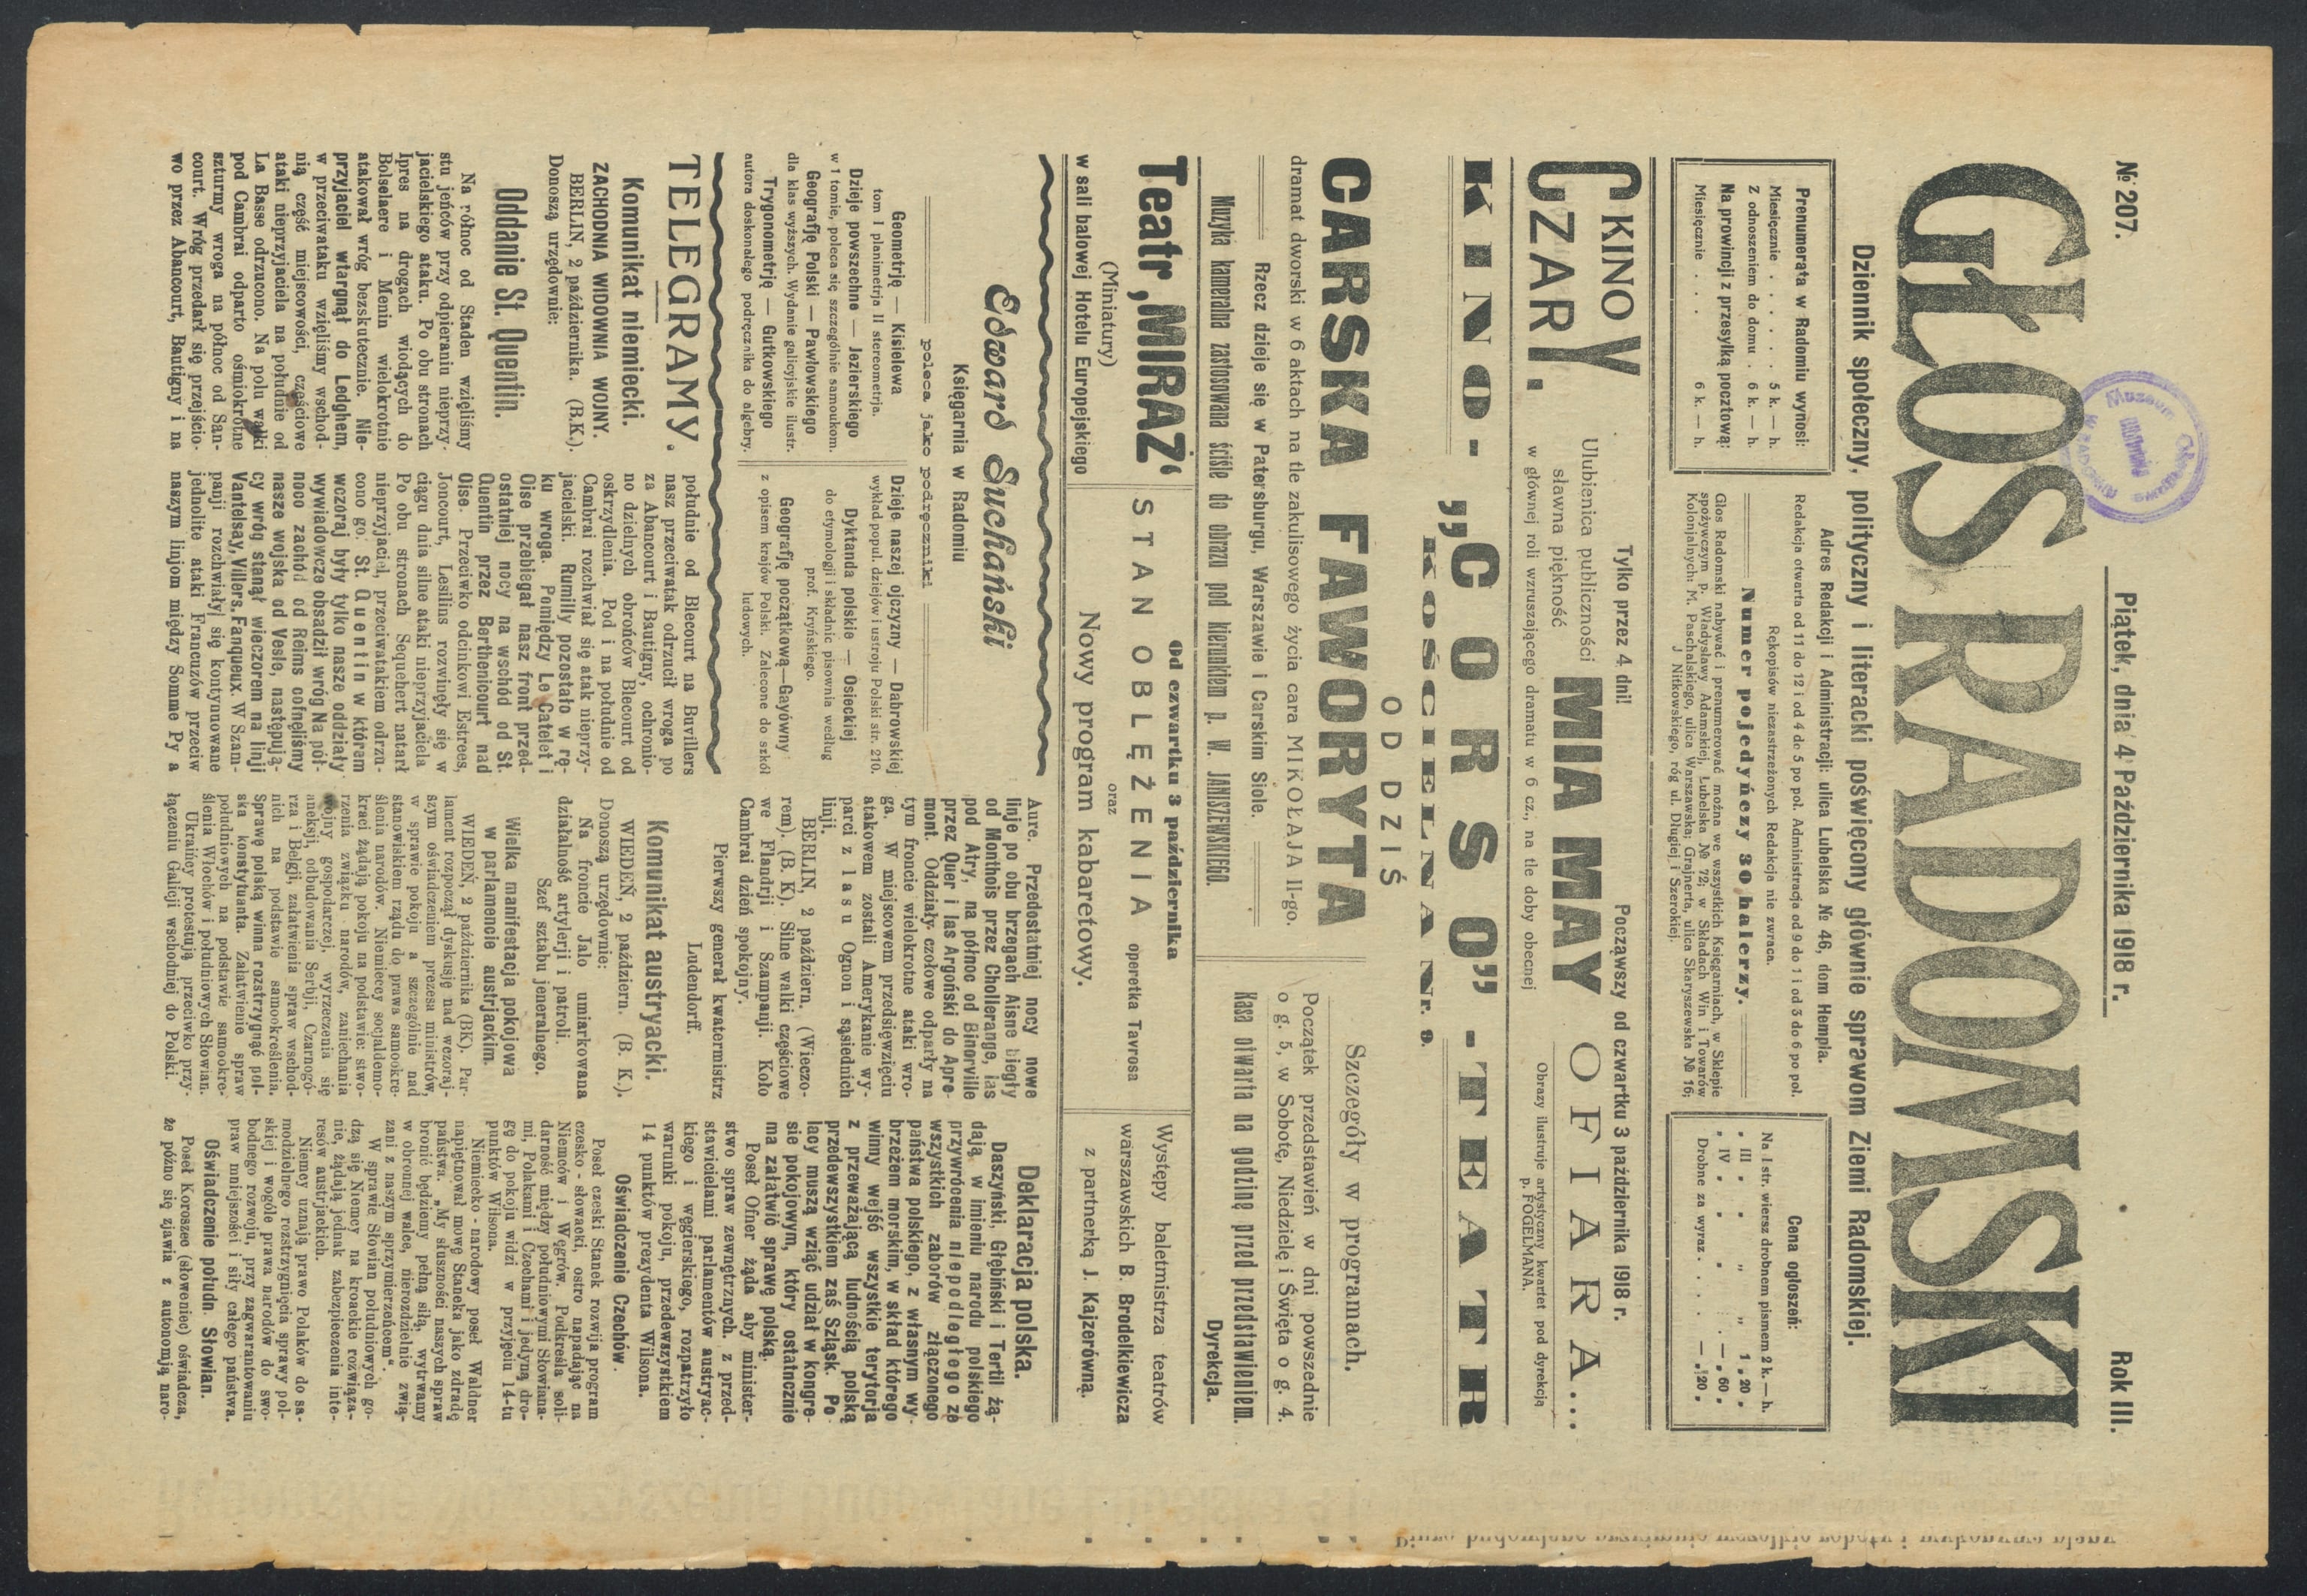 № 207.
Piątek, dnia 4 Października 1918 r.
Rok III.
GŁOS RADOMSKI
Dziennik społeczny, polityczny i literacki poświęcony głównie sprawom Ziemi Radomskiej.
Prenumerata w Radomiu wynosi:
Miesięcznie . . . . . 5 k. — h.
Z odnoszeniem do domu . 6 k. — h.
Na prowincji z przesyłką pocztową:
Miesięcznie . . . . 6 k. — h.
Adres Redakcji i Administracji: ulica Lubelska № 46, dom Hempla.
Redakcja otwarta od 11 do 12 i od 4 do 5 po poł. Administracja od 9 do 1 i od 3 do 6 po poł.
Rękopisów niezastrzeżonych Redakcja nie zwraca.
Numer pojedyńczy 30 halerzy.
Głos Radomski nabywać i prenumerować można we wszystkich Księgarniach, w Sklepie
spożywczym p. Władysławy Adamskiej, Lubelska № 72; w Składach Win i Towarów
Kolonjalnych: M. Paschalskiego, ulica Warszawska; Grajnerta, ulica Skaryszewska № 16;
J Nitkowskiego, róg ul. Długiej i Szerokiej.
Cena ogłoszeń:
Na I str. wiersz drobnem pismem 2 k. — h.
„ III „ „ „ „ 1 „ 20 „
„ IV „ „ „ „ — „ 60 „
Drobne za wyraz . . . . — „ 20 „
KINO
CZARY
CZARY.
Tylko przez 4 dni!
Począwszy od czwartku 3 października 1918 r.
Ulubienica publiczności
sławna piękność
MIA MAY
OFIARA...
w głównej roli wzruszającego dramatu w 6 cz., na tle doby obecnej
Obrazy ilustruje artystyczny kwartet pod dyrekcją
p. FOGELMANA.
KINO- „CORSO” -TEATR
KOŚCIELNA Nr. 9.
OD DZIŚ
CARSKA FAWORYTA
dramat dworski w 6 aktach na tle zakulisowego życia cara MIKOŁAJA II-go.
Rzecz dzieje się w Patersburgu, Warszawie i Carskim Siole.
Muzyka kameralna zastosowana ściśle do obrazu pod kierunkiem p. W. JANISZEWSKIEGO.
Szczegóły w programach.
Początek przedstawień w dni powszednie
o g. 5, w Sobotę, Niedzielę i Święta o g. 4.
Kasa otwarta na godzinę przed przedstawieniem.
Dyrekcja.
Teatr ‚MIRAŻ‘
(Miniatury)
w sali balowej Hotelu Europejskiego
Od czwartku 3 października
STAN OBLĘŻENIA operetka Tavrosa
oraz
Nowy program kabaretowy.
Występy baletmistrza teatrów
warszawskich B. Brodelkiewicza
z partnerką J. Kajzerówną.
Edward Suchański
Księgarnia w Radomiu
poleca jako podręczniki
Geometrję — Kisielewa
tom I planimetrja II stereometrja.
Dzieje powszechne — Jezierskiego
w 1 tomie, poleca się szczególnie samoukom.
Geografję Polski — Pawłowskiego
dla klas wyższych. Wydanie galicyjskie ilustr.
Trygonometrję — Gutkowskiego
autora doskonałego podręcznika do algebry.
Dzieje naszej ojczyzny — Dabrowskiej
wykład popul. dziejów i ustroju Polski str. 210.
Dyktanda polskie — Osieckiej
do etymologji i składnic pisownia według
prof. Kryńskiego.
Geografję początkową—Gayówny
z opisem krajów Polski. Zalecone do szkół
ludowych.
TELEGRAMY.
Komunikat niemiecki.
ZACHODNIA WIDOWNIA WOJNY.
BERLIN, 2 października. (B.K.).
Donoszą urzędownie:
Oddanie St. Quentin.
Na północ od Staden wzięliśmy
stu jeńców przy odpieraniu nieprzy-
jacielskiego ataku. Po obu stronach
Ipres na drogach wiodących do
Bolselaere i Menin wielokrotnie
atakował wróg bezskutecznie. Nie-
przyjaciel wtargnął do Ledghem,
w przeciwataku wzięliśmy wschod-
nią część miejscowości, częściowe
ataki nieprzyjaciela na południe od
La Basse odrzucono. Na polu walki
pod Cambrai odparto ośmiokrotne
szturmy wroga na północ od San-
court. Wróg przedarł się przejścio-
wo przez Abancourt, Bautigny i na
południe od Blecourt na Buvillers
nasz przeciwatak odrzucił wroga po
za Abancourt i Bautigny, ochronio-
no dzielnych obrońców Blecourt od
oskrzydlenia. Pod i na południe od
Cambrai rozchwiał się atak nieprzy-
jacielski. Rumilly pozostało w rę-
ku wroga. Pomiędzy Le Catelet i
Oise przebiegał nasz front przed-
ostatniej nocy na wschód od St.
Quentin przez Berthenicourt nad
Oise. Przeciwko odcinkowi Estrees,
Joncourt, Lesilius rozwinęły się w
ciągu dnia silne ataki nieprzyjaciela
Po obu stronach Sequehert natarł
nieprzyjaciel, przeciwatakiem odrzu-
cono go. St. Quentin w którem
wczoraj były tylko nasze oddziały
wywiadowcze obsadził wróg Na pół-
noco zachód od Reims cofnęliśmy
nasze wojska od Vesle, następują-
cy wróg stanął wieczorem na linji
Vantelsay, Villers, Fanqueux. W Szam-
panji rozchwiały się kontynuowane
jednolite ataki Francuzów przeciw
naszym linjom między Somme Py a
Aure. Przedostatniej nocy nowe
linje po obu brzegach Aisne biegły
od Monthois przez Chollerange, las
pod Atry, na północ od Binorville
przez Quer i las Argoński do Apre-
mont. Oddziały czołowe odparły na
tym froncie wielokrotne ataki wro-
ga. W miejscowem przedsięwzięciu
atakowem zostali Amerykanie wy-
parci z lasu Ognon i sąsiednich
linji.
BERLIN, 2 październ. (Wieczo-
rem). (B. K). Silne walki częściowe
we Flandrji i Szampanji. Koło
Cambrai dzień spokojny.
Pierwszy generał kwatermistrz
Ludendorff.
Komunikat austryacki.
WIEDEŃ, 2 październ. (B. K.).
Donoszą urzędownie:
Na froncie Jalo umiarkowana
działalność artylerji i patroli.
Szef sztabu jeneralnego.
Wielka manifestacja pokojowa
w parlamencie austrjackim.
WIEDEŃ, 2 października (BK). Par-
lament rozpoczął dyskusję nad wczoraj-
szym oświadczeniem prezesa ministrów,
w sprawie pokoju a szczególnie nad
stanowiskiem rządu do prawa samookre-
ślenia narodów. Niemieccy socjaldemo-
kraci żądają pokoju na podstawie: stwo-
rzenia związku narodów, zaniechania
wojny gospodarczej, wyrzeczenia się
aneksji, odbudowania Serbji, Czarnogó-
rza i Belgji, załatwienia spraw wschod-
nich na podstawie samookreślenia.
Sprawę polską winna rozstrzygnąć pol-
ska konstytuanta. Załatwienie spraw
południowych na podstawie samookre-
ślenia Włochów i południowych Słowian.
Ukraińcy protestują przeciwko przy-
łączeniu Galicji wschodniej do Polski.
Deklaracja polska.
Daszyński, Głębiński i Tertil żą-
dają w imieniu narodu polskiego
przywrócenia niepodległego ze
wszystkich zaborów złączonego
państwa polskiego, z własnym wy-
brzeżem morskim, w skład którego
winny wejść wszystkie terytorja
z przeważającą ludnością polską
przedewszystkiem zaś Szląsk. Po-
lacy muszą wziąć udział w kongre-
sie pokojowym, który ostatecznie
ma załatwić sprawę polską.
Poseł Ofner żąda aby minister-
stwo spraw zewnętrznych. z przed-
stawicielami parlamentów austryac-
kiego i węgierskiego, rozpatrzyło
warunki pokoju, przedewszystkiem
14 punktów prezydenta Wilsona.
Oświadczenie Czechów.
Poseł czeski Stanek rozwija program
czesko-słowacki, ostro napadając na
Niemców i Węgrów. Podkreśla soli-
darność między południowymi Słowiana-
mi, Polakami i Czechami i jedyną dro-
gę do pokoju widzi w przyjęciu 14-tu
punktów Wilsona.
Niemiecko-narodowy poseł Waldner
napiętnował mowę Staneka jako zdradę
państwa. „My słuszności naszych spraw
bronić będziemy pełną siłą, wytrwamy
w obronnej walce, nierozdzielnie zwią-
zani z naszym sprzymierzeńcem“.
W sprawie Słowian południowych go-
dzą się Niemcy na kroackie rozwiąza-
nie, żądają jednak zabezpieczenia inte-
resów austrjackich.
Niemcy uznają prawo Polaków do sa-
modzielnego rozstrzygnięcia sprawy pol-
skiej i wogóle prawa narodów do swo-
bodnego rozwoju, przy zagwarantowaniu
praw mniejszości i siły całego państwa.
Oświadczenie połudn. Słowian.
Poseł Koroszec (słoweniec) oświadcza,
że późno się zjawia z autonomją naro-